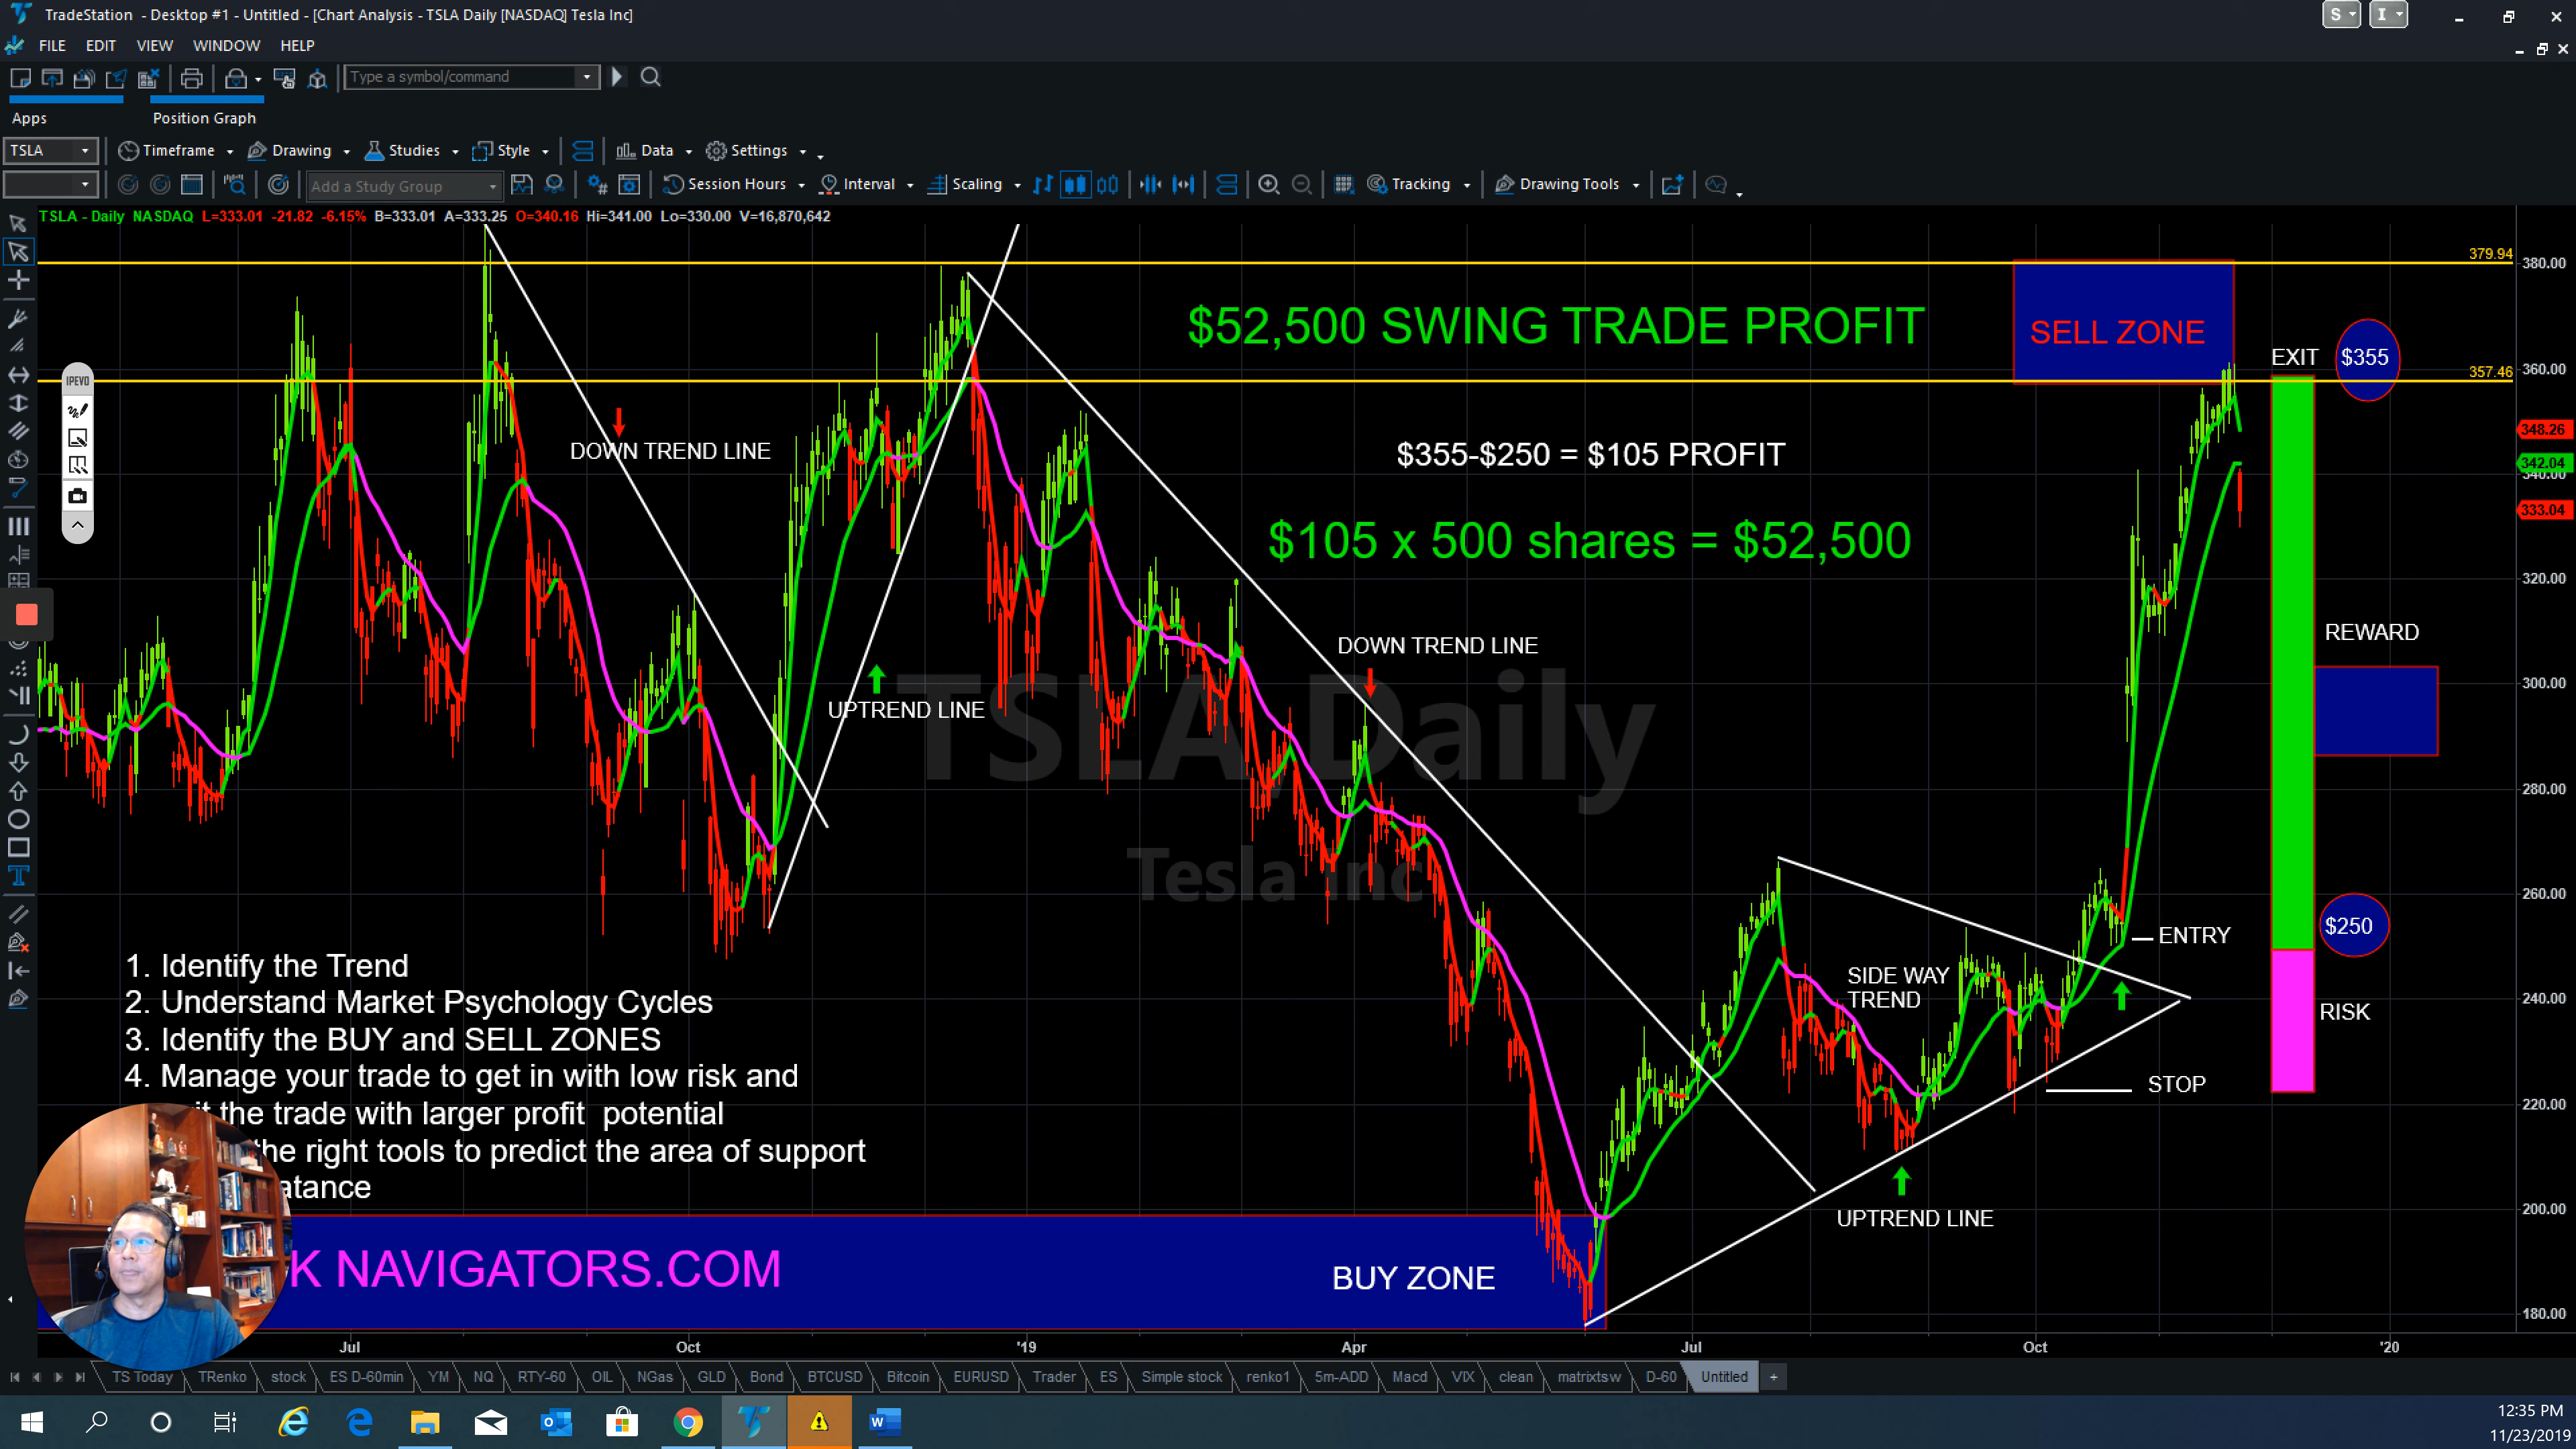 TradeStation - Desktop #1 - Untitled - [Chart Analysis - TSLA Daily [NASDAQ] Tesla Inc]
S
I
FILE EDIT VIEW WINDOW HELP
Type a symbol/command
Apps
Position Graph
TSLA
Timeframe
Drawing
Studies
Style
Data
Settings
Add a Study Group
Session Hours
Interval
Scaling
Tracking
Drawing Tools
TSLA - Daily NASDAQ L=333.01 -21.82 -6.15% B=333.01 A=333.25 O=340.16 Hi=341.00 Lo=330.00 V=16,870,642
379.94
380.00
$52,500 SWING TRADE PROFIT
SELL ZONE
EXIT
$355
357.46
360.00
IPEVO
DOWN TREND LINE
$355-$250 = $105 PROFIT
348.26
342.04
340.00
333.04
$105 x 500 shares = $52,500
320.00
REWARD
DOWN TREND LINE
UPTREND LINE
300.00
TSLA Daily
Tesla Inc
280.00
260.00
$250
ENTRY
SIDE WAY
TREND
240.00
RISK
STOP
220.00
1. Identify the Trend
2. Understand Market Psychology Cycles
3. Identify the BUY and SELL ZONES
4. Manage your trade to get in with low risk and
it the trade with larger profit potential
he right tools to predict the area of support
atance
200.00
UPTREND LINE
K NAVIGATORS.COM
BUY ZONE
180.00
Jul Oct '19 Apr Jul Oct '20
TS Today TRenko stock ES D-60min YM NQ RTY-60 OIL NGas GLD Bond BTCUSD Bitcoin EURUSD Trader ES Simple stock renko1 5m-ADD Macd VIX clean matrixtsw D-60 Untitled +
12:35 PM
11/23/2019